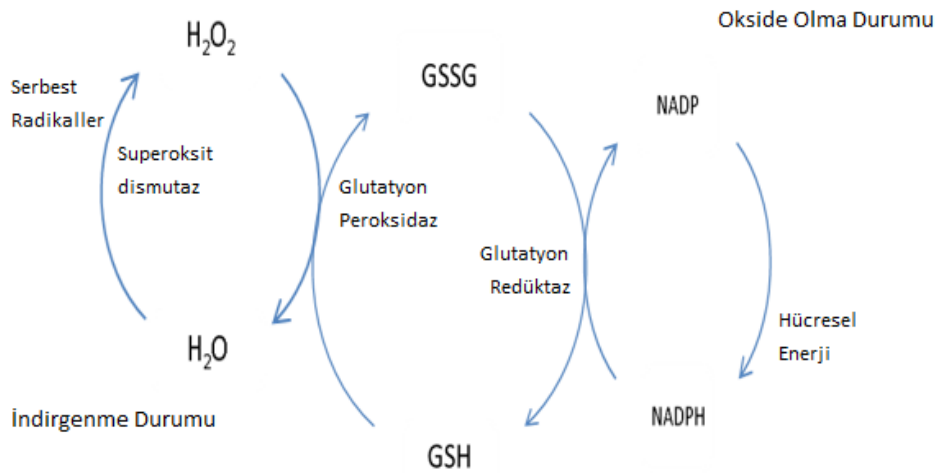 Okside Olma Durumu
H₂O₂
GSSG
NADP
Serbest
Radikaller
Superoksit
dismutaz
Glutatyon
Peroksidaz
Glutatyon
Redüktaz
Hücresel
Enerji
H₂O
İndirgenme Durumu
NADPH
GSH